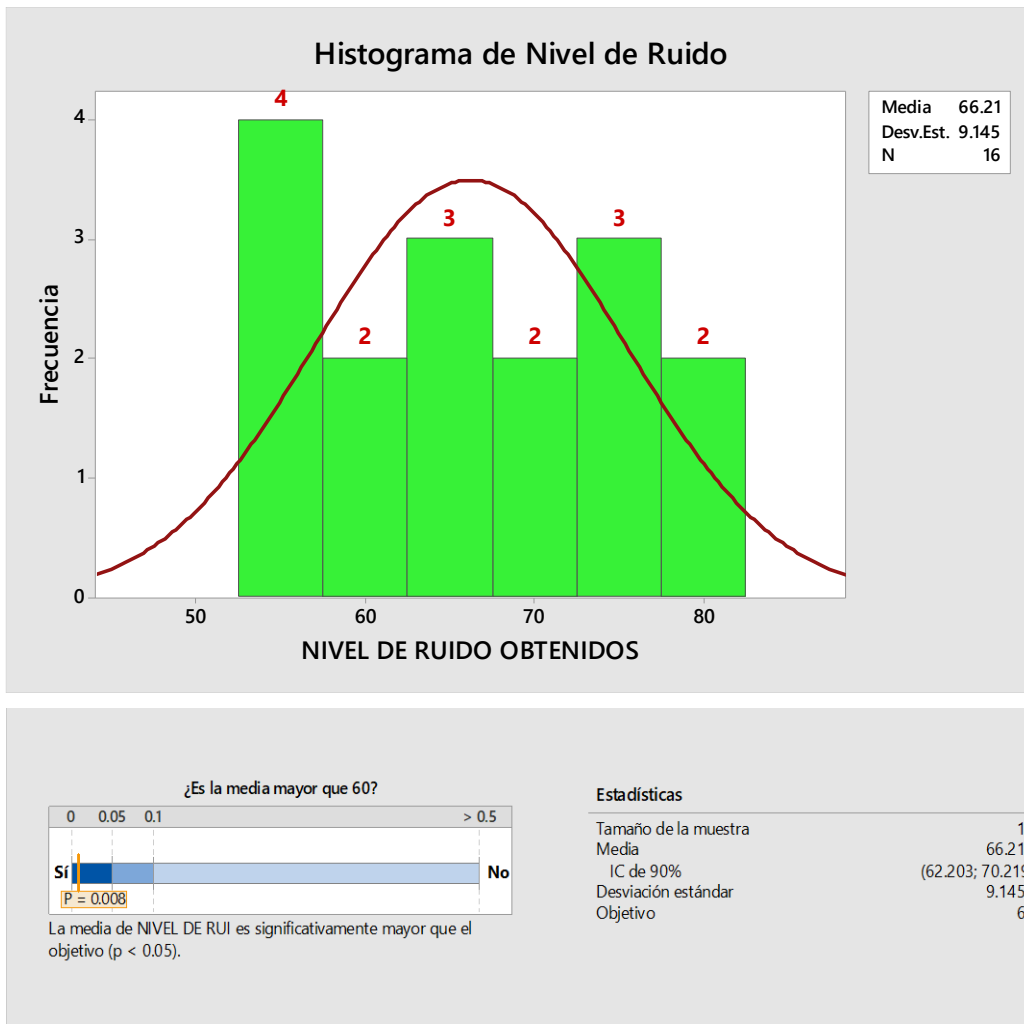 Histograma de Nivel de Ruido
Media 66.21
Desv.Est. 9.145
N 16
4
3
3
2
2
2
4
3
2
1
0
Frecuencia
50 60 70 80
NIVEL DE RUIDO OBTENIDOS
¿Es la media mayor que 60?
0 0.05 0.1 > 0.5
Sí No
P = 0.008
La media de NIVEL DE RUI es significativamente mayor que el
objetivo (p < 0.05).
Estadísticas
Tamaño de la muestra 1
Media 66.21
IC de 90% (62.203; 70.219
Desviación estándar 9.145
Objetivo 6